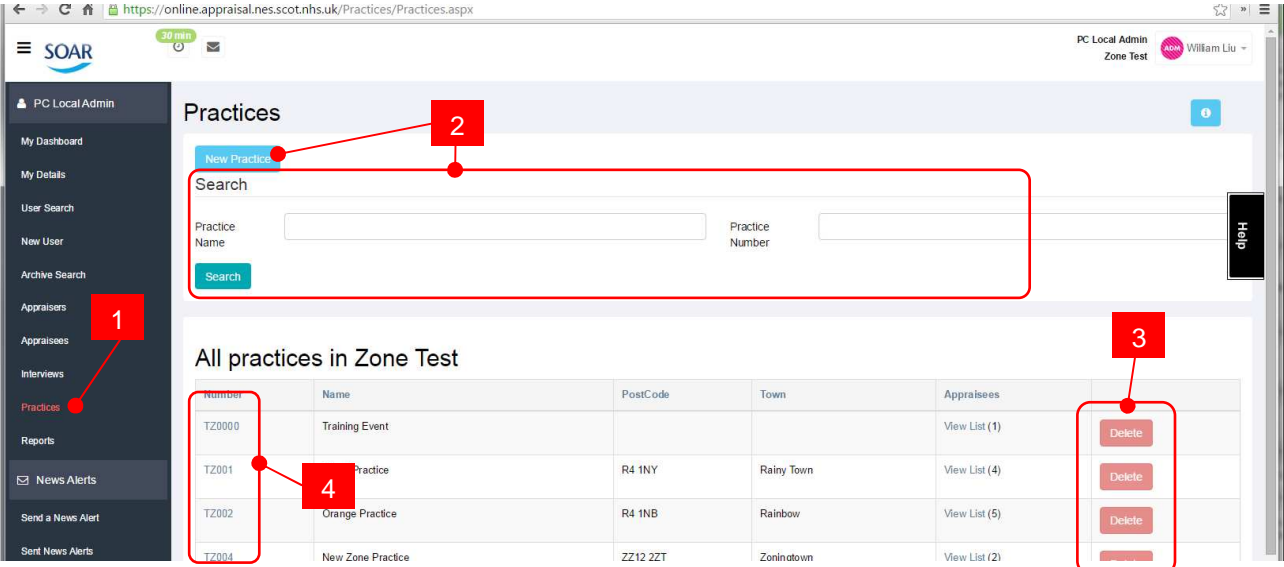 https://online.appraisal.nes.scot.nhs.uk/Practices/Practices.aspx
SOAR
30 min
PC Local Admin
Zone Test
ADM
William Liu
PC Local Admin
My Dashboard
My Details
User Search
New User
Archive Search
Appraisers
Appraisees
Interviews
Practices
Reports
News Alerts
Send a News Alert
Sent News Alerts
1
Practices
2
New Practice
Search
Practice Name
Practice Number
Search
Help
All practices in Zone Test
3
Number Name PostCode Town Appraisees
TZ0000 Training Event View List (1) Delete
TZ001 Practice R4 1NY Rainy Town View List (4) Delete
4
TZ002 Orange Practice R4 1NB Rainbow View List (5) Delete
TZ004 New Zone Practice ZZ12 2ZT Zoningtown View List (2)